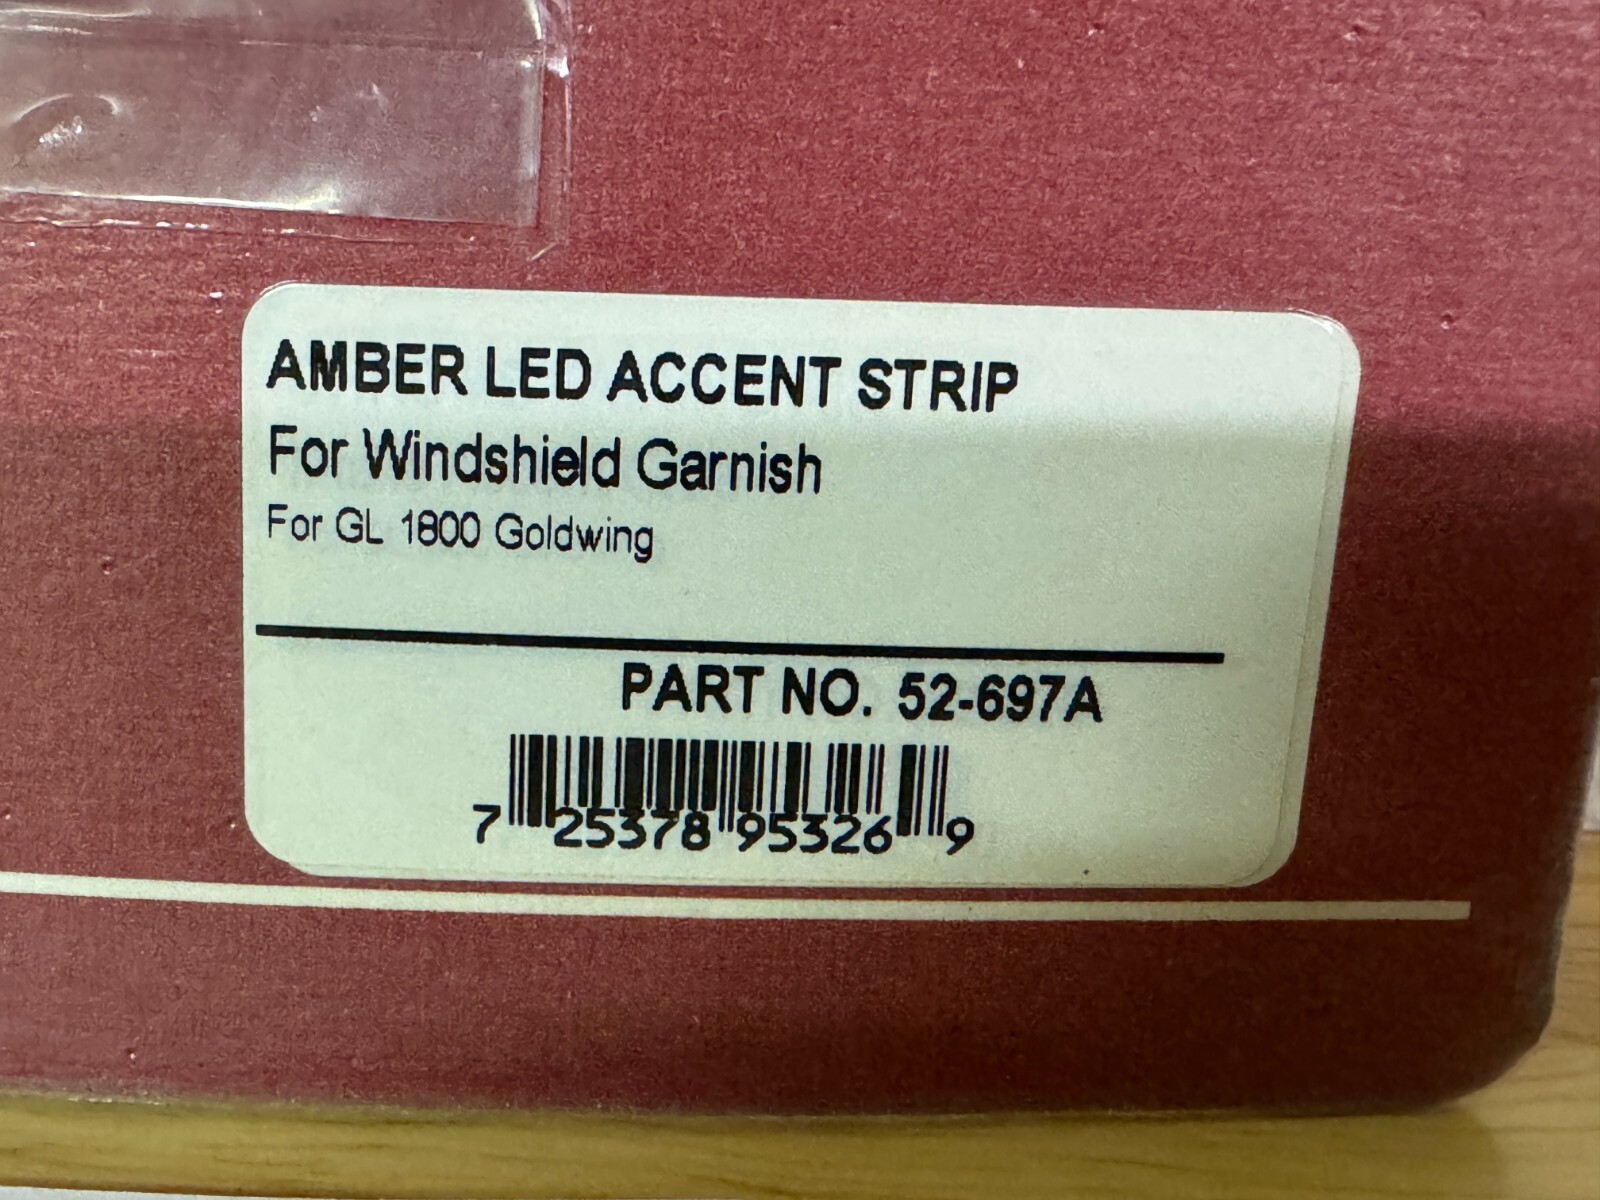 AMBER LED ACCENT STRIP
For Windshield Garnish
For GL 1800 Goldwing
PART NO. 52-697A
7 25378 95326 9